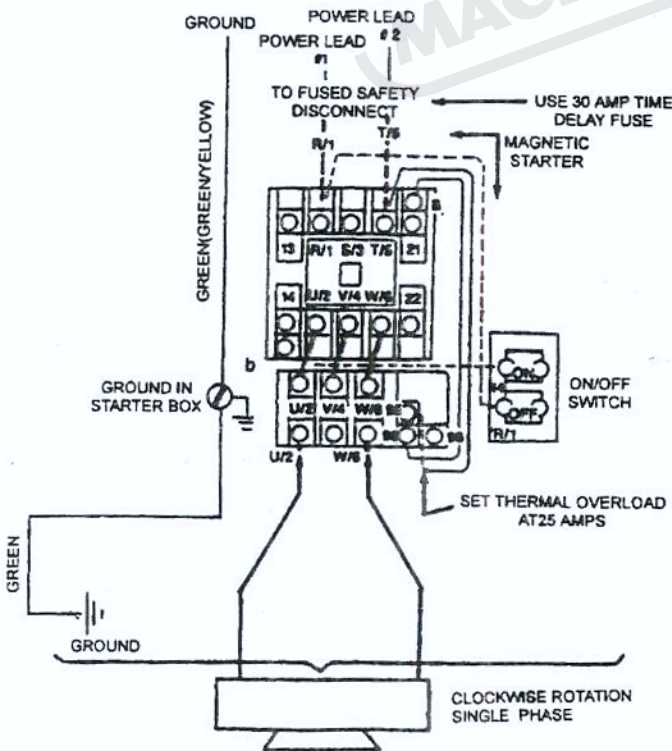 MACH
GROUND
POWER LEAD
#2
POWER LEAD
#1
TO FUSED SAFETY
DISCONNECT
USE 30 AMP TIME
DELAY FUSE
R/1
T/5
MAGNETIC
STARTER
GREEN(GREEN/YELLOW)
13
R/1
S/3
T/5
21
14
U/2
V/4
W/6
22
b
GROUND IN
STARTER BOX
ON
OFF
ON/OFF
SWITCH
R/1
U/2
V/4
W/6
U/2
W/6
SET THERMAL OVERLOAD
AT25 AMPS
GREEN
GROUND
CLOCKWISE ROTATION
SINGLE PHASE